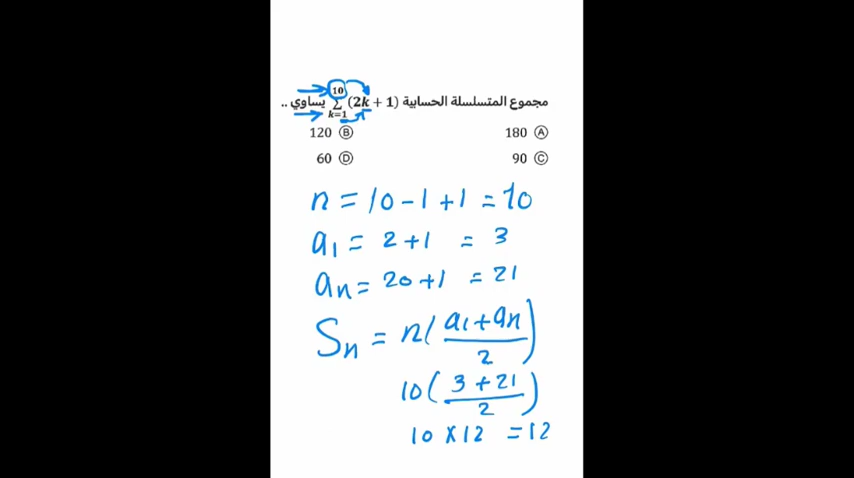 مجموع المتسلسلة الحسابية \sum_{k=1}^{10} (2k + 1) يساوي ..
180 Ⓐ
120 Ⓑ
90 Ⓒ
60 Ⓓ
n = 10 - 1 + 1 = 10
a₁ = 2 + 1 = 3
aₙ = 20 + 1 = 21
Sₙ = n( (a₁ + aₙ) / 2 )
10 ( (3 + 21) / 2 )
10 × 12 = 12